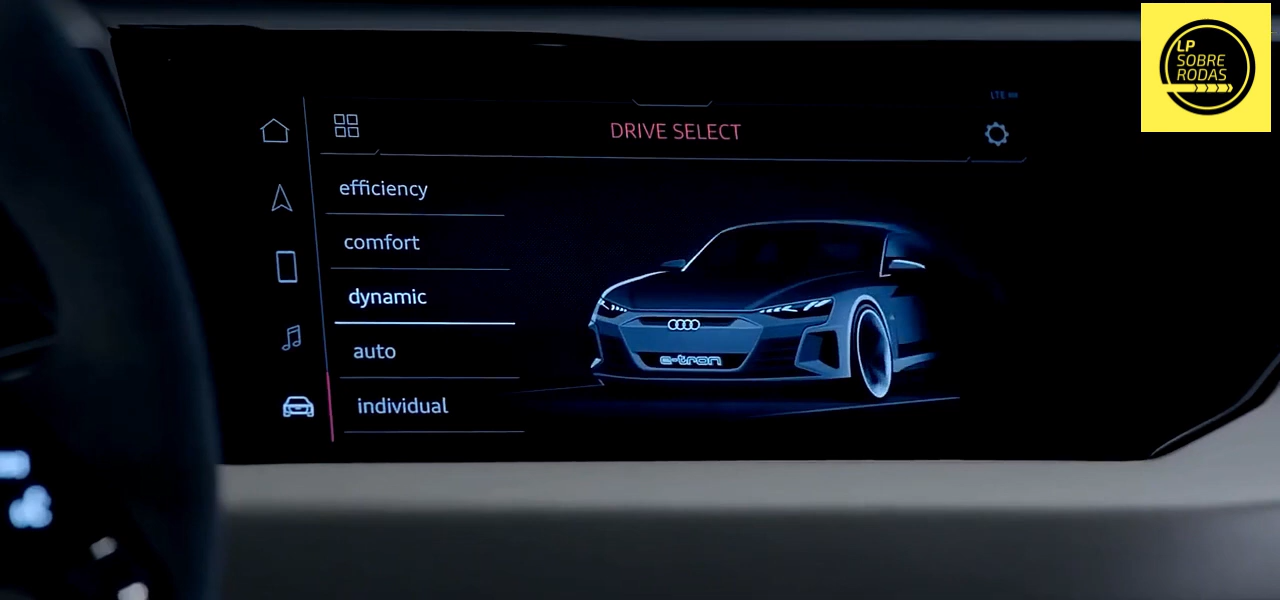 LP
SOBRE
RODAS
LTE
DRIVE SELECT
efficiency
comfort
dynamic
auto
individual
e-tron